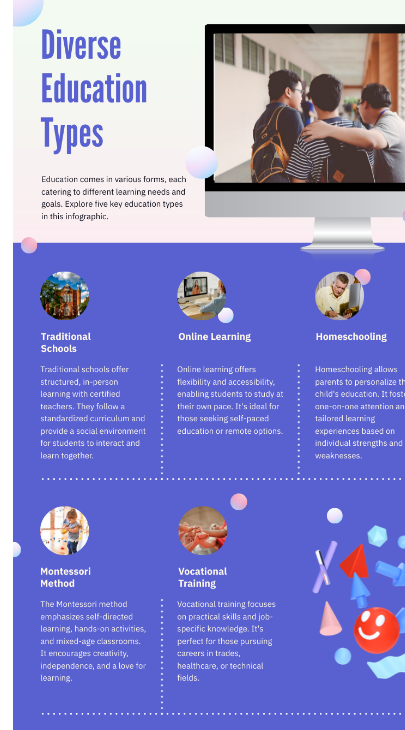 Diverse
Education
Types
Education comes in various forms, each
catering to different learning needs and
goals. Explore five key education types
in this infographic.
Traditional
Schools
Traditional schools offer
structured, in-person
learning with certified
teachers. They follow a
standardized curriculum and
provide a social environment
for students to interact and
learn together.
Online Learning
Online learning offers
flexibility and accessibility,
enabling students to study at
their own pace. It's ideal for
those seeking self-paced
education or remote options.
Homeschooling
Homeschooling allows
parents to personalize
child's education. It
one-on-one attention
tailored learning
experiences based on
individual strengths and
weaknesses.
Montessori
Method
The Montessori method
emphasizes self-directed
learning, hands-on activities,
and mixed-age classrooms.
It encourages creativity,
independence, and a love for
learning.
Vocational
Training
Vocational training focuses
on practical skills and job-
specific knowledge. It's
perfect for those pursuing
careers in trades,
healthcare, or technical
fields.